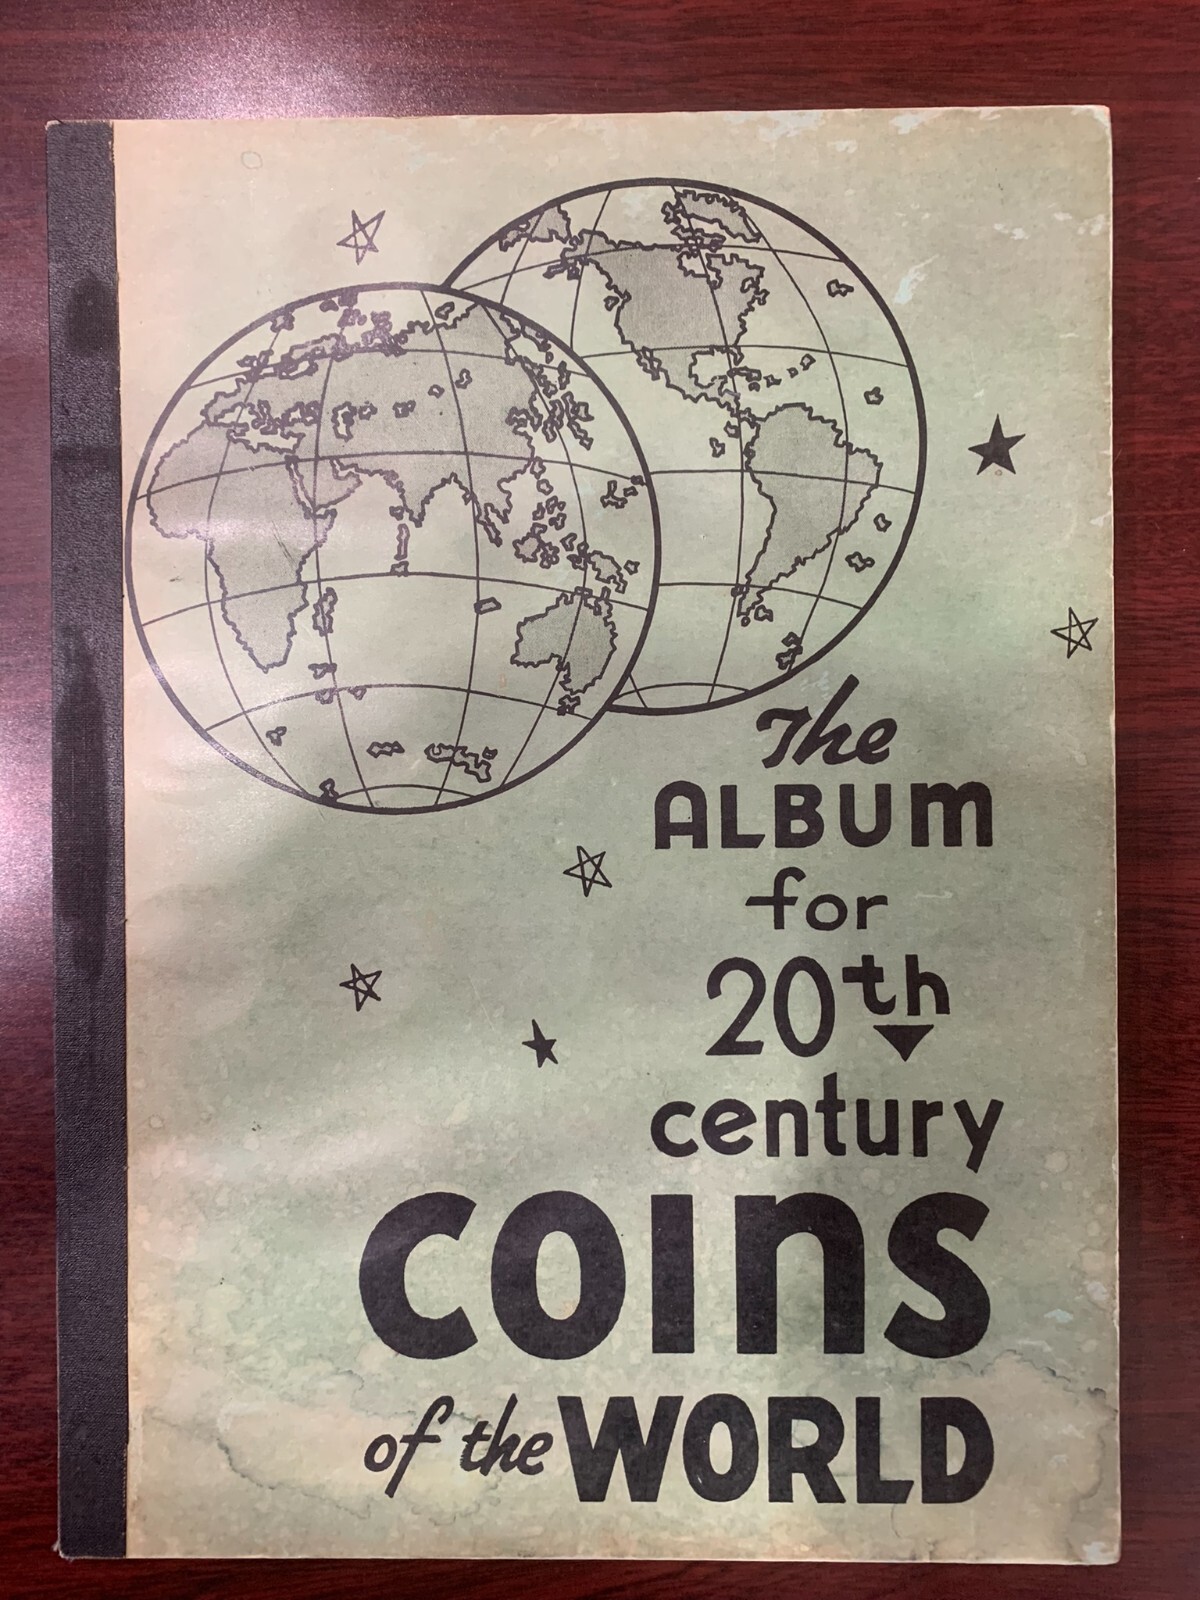 The
ALBUM
for
20th
century
COINS
of the WORLD